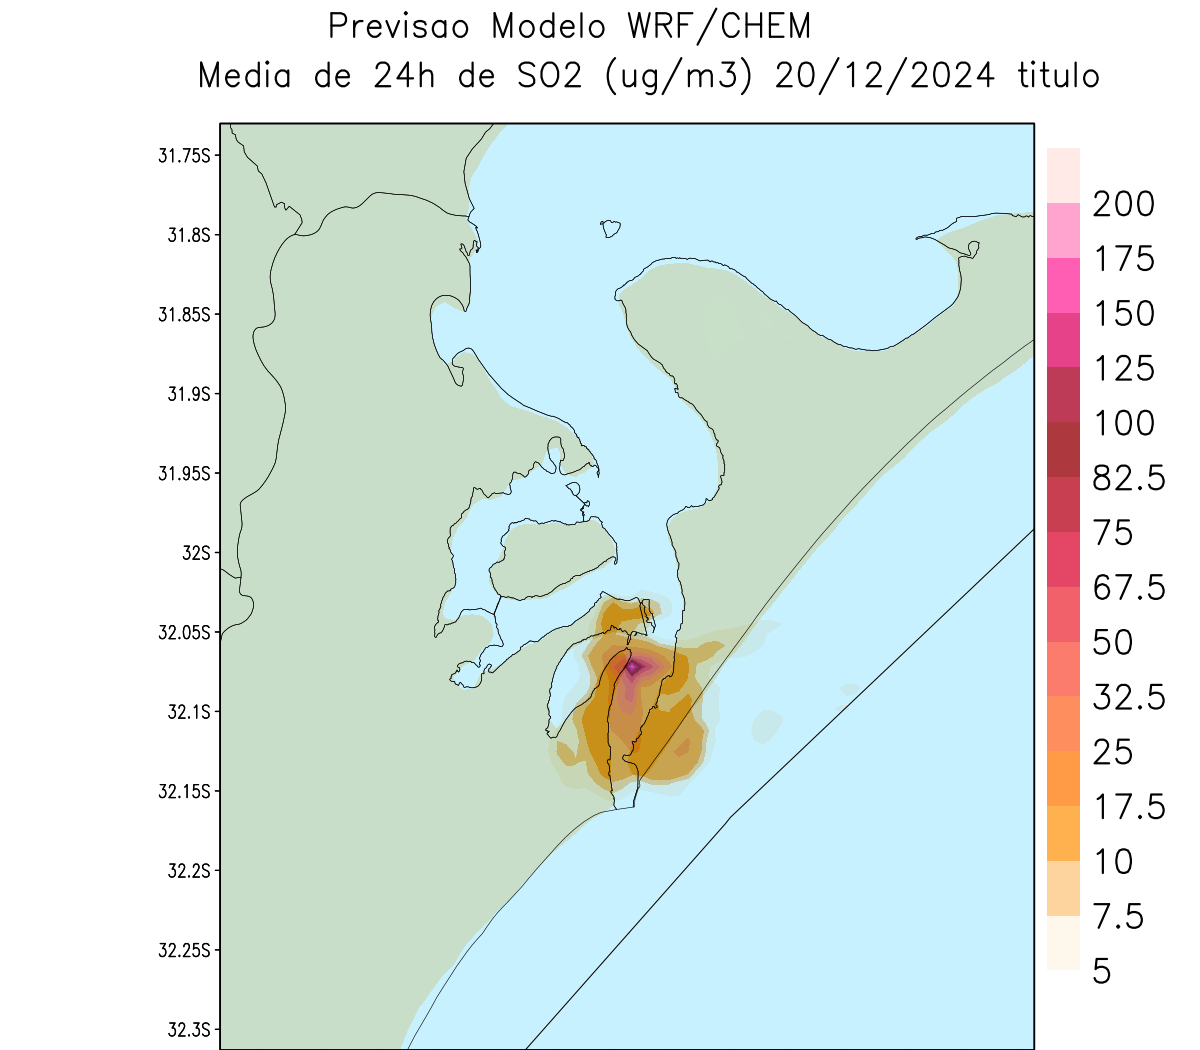 Previsao Modelo WRF/CHEM
Media de 24h de SO2 (ug/m3) 20/12/2024 titulo
31.75S
31.8S
31.85S
31.9S
31.95S
32S
32.05S
32.1S
32.15S
32.2S
32.25S
32.3S
200
175
150
125
100
82.5
75
67.5
50
32.5
25
17.5
10
7.5
5